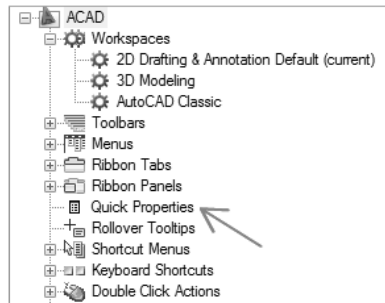 ACAD
Workspaces
2D Drafting & Annotation Default (current)
3D Modeling
AutoCAD Classic
Toolbars
Menus
Ribbon Tabs
Ribbon Panels
Quick Properties
Rollover Tooltips
Shortcut Menus
Keyboard Shortcuts
Double Click Actions